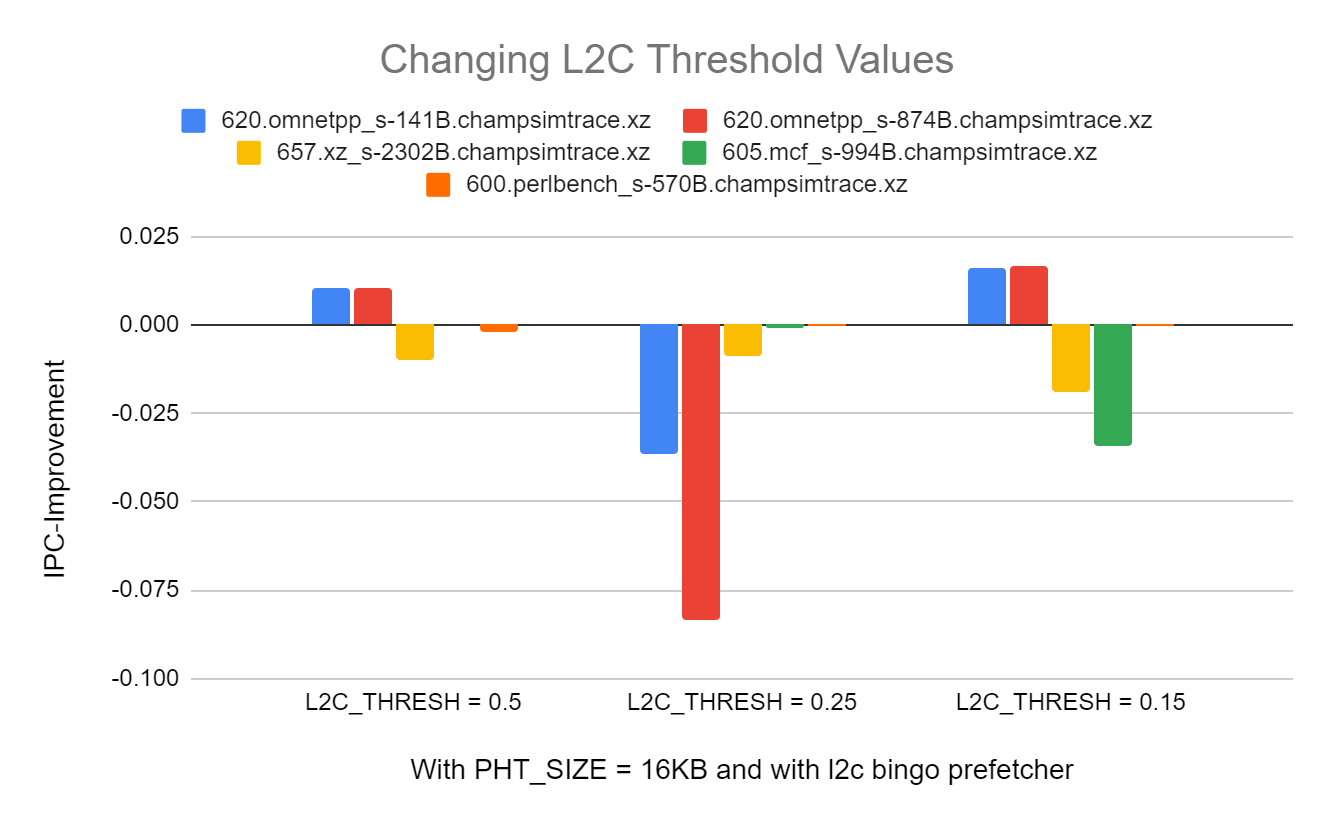 Changing L2C Threshold Values
620.omnetpp_s-141B.champsimtrace.xz
620.omnetpp_s-874B.champsimtrace.xz
657.xz_s-2302B.champsimtrace.xz
605.mcf_s-994B.champsimtrace.xz
600.perlbench_s-570B.champsimtrace.xz
IPC-Improvement
0.025
0.000
-0.025
-0.050
-0.075
-0.100
L2C_THRESH = 0.5
L2C_THRESH = 0.25
L2C_THRESH = 0.15
With PHT_SIZE = 16KB and with l2c bingo prefetcher